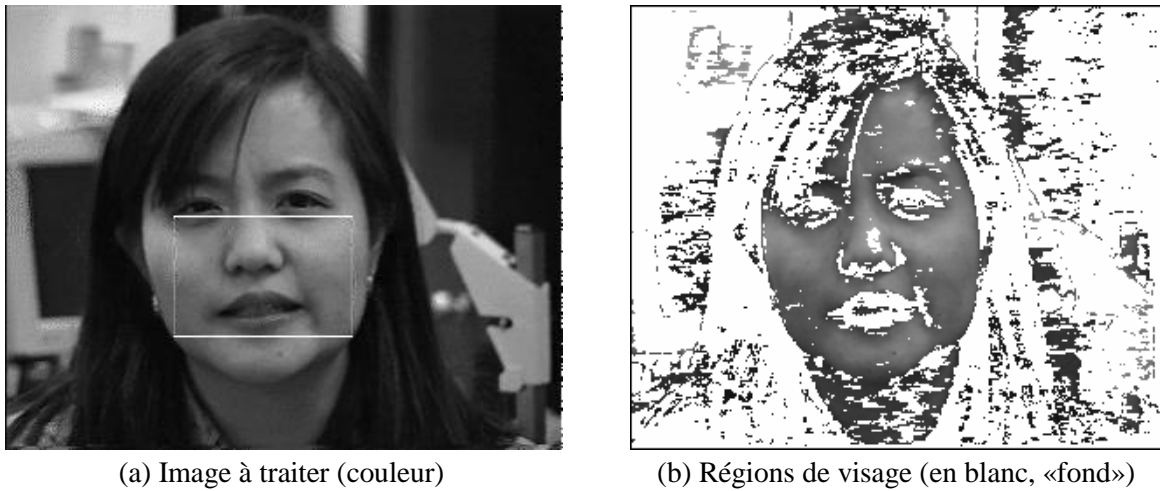 (a) Image à traiter (couleur)
(b) Régions de visage (en blanc, «fond»)